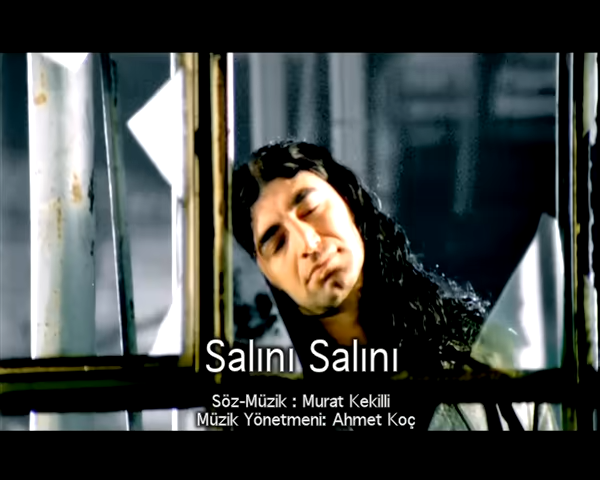 Salını Salını
Söz-Müzik : Murat Kekilli
Müzik Yönetmeni: Ahmet Koç